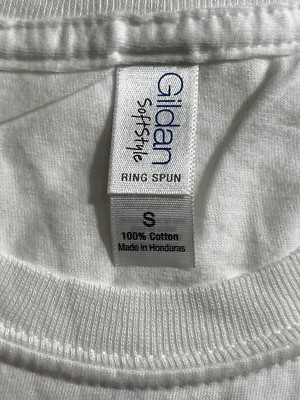 Gildan
SoftStyle
RING SPUN
S
100% Cotton
Made in Honduras